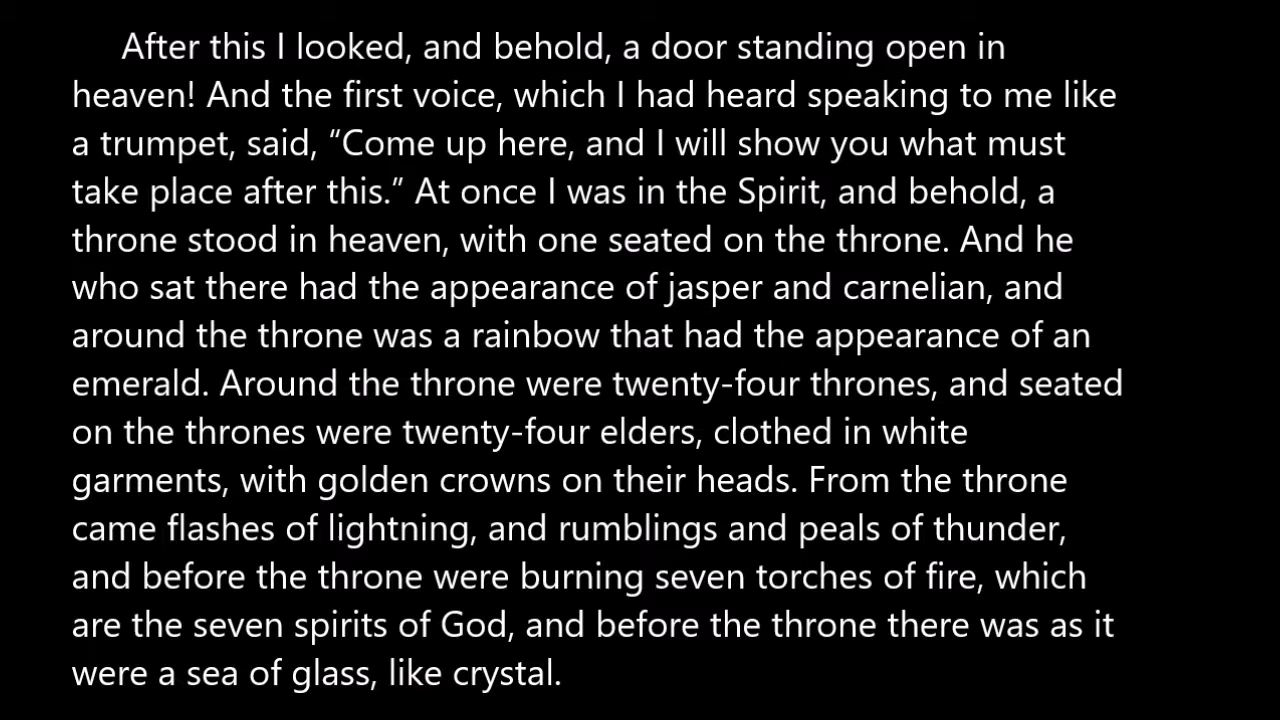 After this I looked, and behold, a door standing open in
heaven! And the first voice, which I had heard speaking to me like
a trumpet, said, “Come up here, and I will show you what must
take place after this.” At once I was in the Spirit, and behold, a
throne stood in heaven, with one seated on the throne. And he
who sat there had the appearance of jasper and carnelian, and
around the throne was a rainbow that had the appearance of an
emerald. Around the throne were twenty-four thrones, and seated
on the thrones were twenty-four elders, clothed in white
garments, with golden crowns on their heads. From the throne
came flashes of lightning, and rumblings and peals of thunder,
and before the throne were burning seven torches of fire, which
are the seven spirits of God, and before the throne there was as it
were a sea of glass, like crystal.